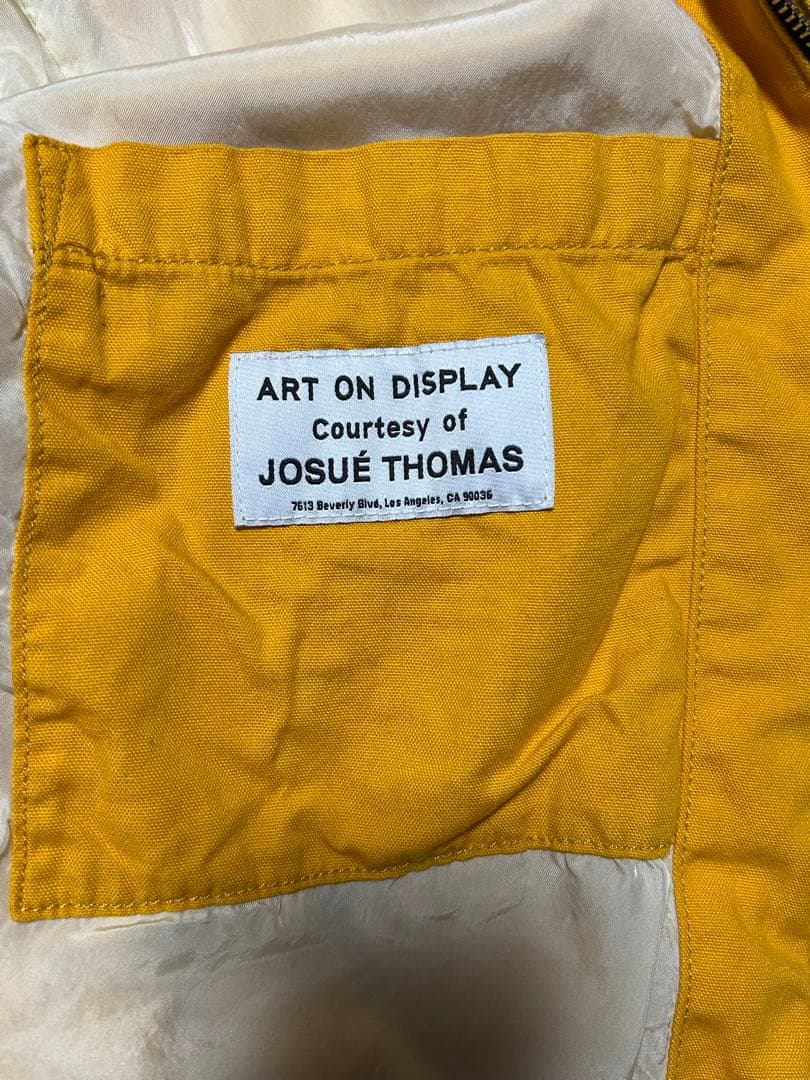 ART ON DISPLAY
Courtesy of
JOSUÉ THOMAS
7613 Beverly Blvd, Los Angeles, CA 90036